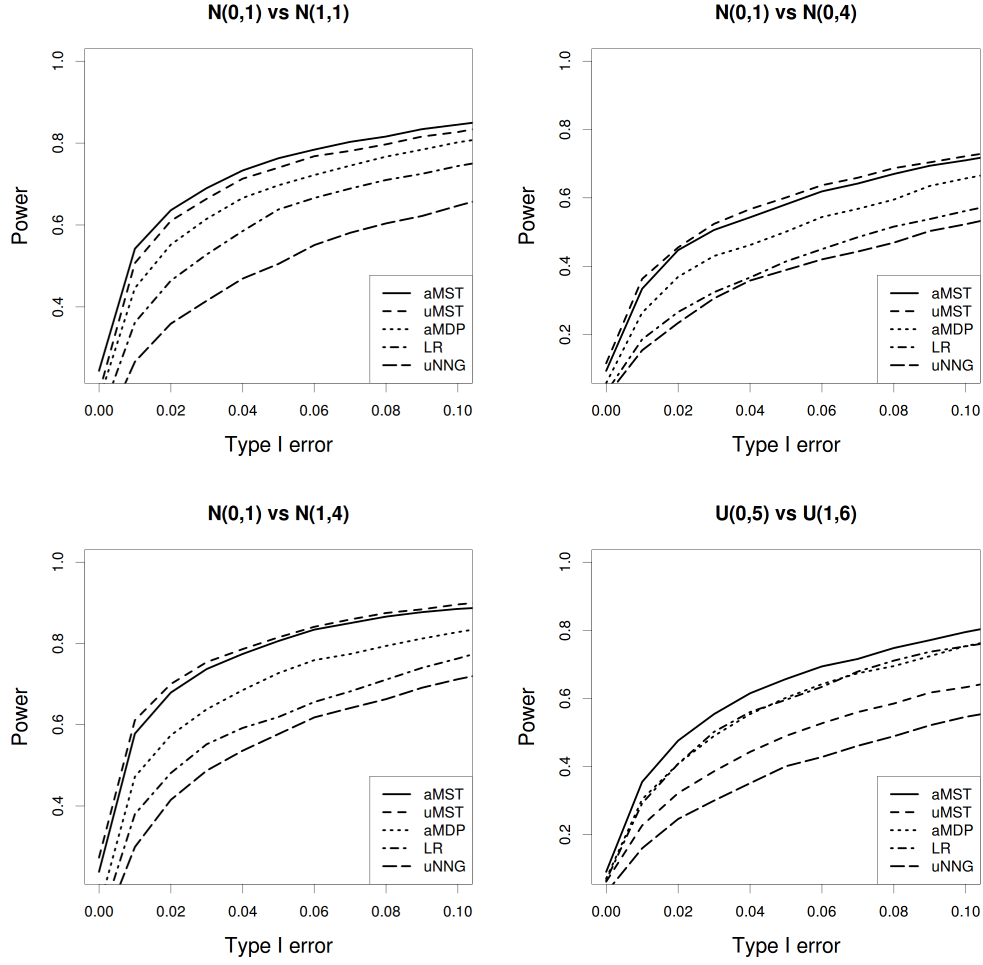 N(0,1) vs N(1,1)
Power
1.0
0.8
0.6
0.4
aMST
uMST
aMDP
LR
uNNG
0.00 0.02 0.04 0.06 0.08 0.10
Type I error
N(0,1) vs N(0,4)
Power
1.0
0.8
0.6
0.4
0.2
aMST
uMST
aMDP
LR
uNNG
0.00 0.02 0.04 0.06 0.08 0.10
Type I error
N(0,1) vs N(1,4)
Power
1.0
0.8
0.6
0.4
aMST
uMST
aMDP
LR
uNNG
0.00 0.02 0.04 0.06 0.08 0.10
Type I error
U(0,5) vs U(1,6)
Power
1.0
0.8
0.6
0.4
0.2
aMST
uMST
aMDP
LR
uNNG
0.00 0.02 0.04 0.06 0.08 0.10
Type I error